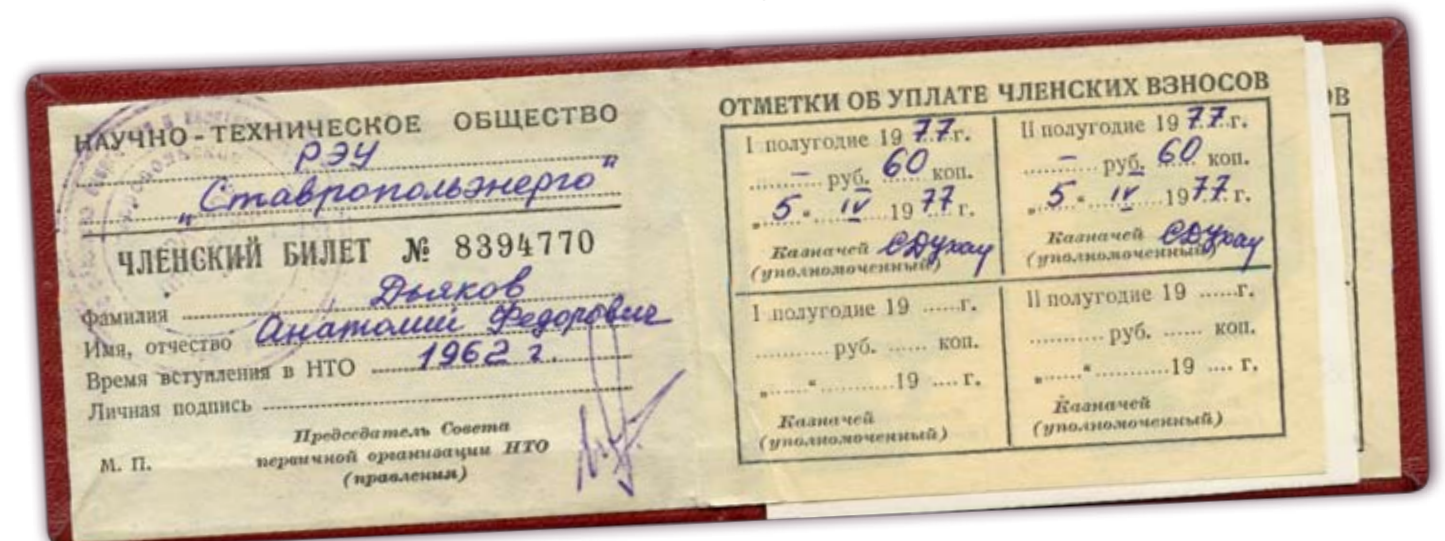 НАУЧНО-ТЕХНИЧЕСКОЕ ОБЩЕСТВО
РЭУ
"Ставропольэнерго"
ЧЛЕНСКИЙ БИЛЕТ № 8394770
Фамилия Дьяков
Имя, отчество Анатолий Федорович
Время вступления в НТО 1962 г.
Личная подпись
Председатель Совета
М. П. первичной организации НТО
(правления)
ОТМЕТКИ ОБ УПЛАТЕ ЧЛЕНСКИХ ВЗНОСОВ
I полугодие 1977 г.
– руб. 60 коп.
„5“ IV 1977 г.
Казначей
(уполномоченный)
II полугодие 1977 г.
– руб. 60 коп.
„5“ IV 1977 г.
Казначей
(уполномоченный)
I полугодие 19 ......г.
.......... руб. ...... коп.
„......“ ..........19 .... г.
Казначей
(уполномоченный)
II полугодие 19 ......г.
.......... руб. ...... коп.
„......“ ..........19 .... г.
Казначей
(уполномоченный)
ОВ